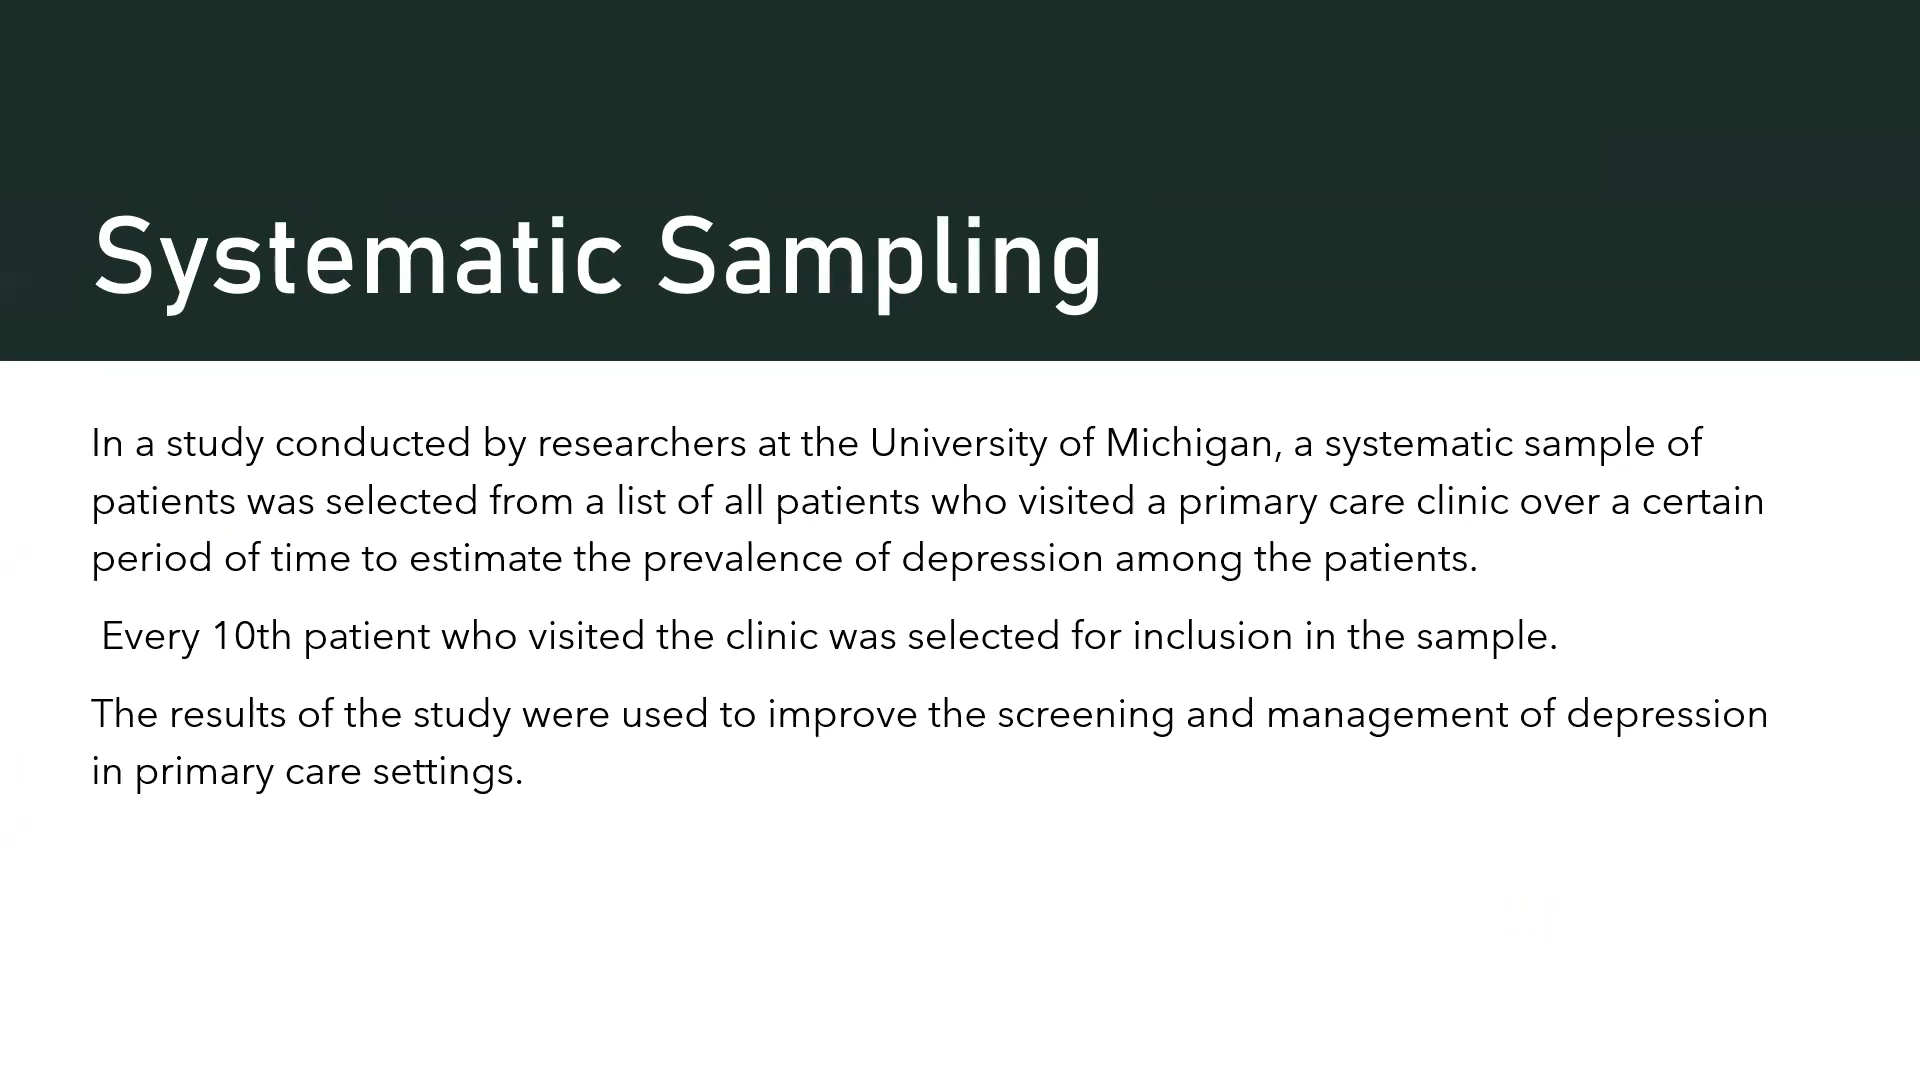 Systematic Sampling
In a study conducted by researchers at the University of Michigan, a systematic sample of
patients was selected from a list of all patients who visited a primary care clinic over a certain
period of time to estimate the prevalence of depression among the patients.
Every 10th patient who visited the clinic was selected for inclusion in the sample.
The results of the study were used to improve the screening and management of depression
in primary care settings.